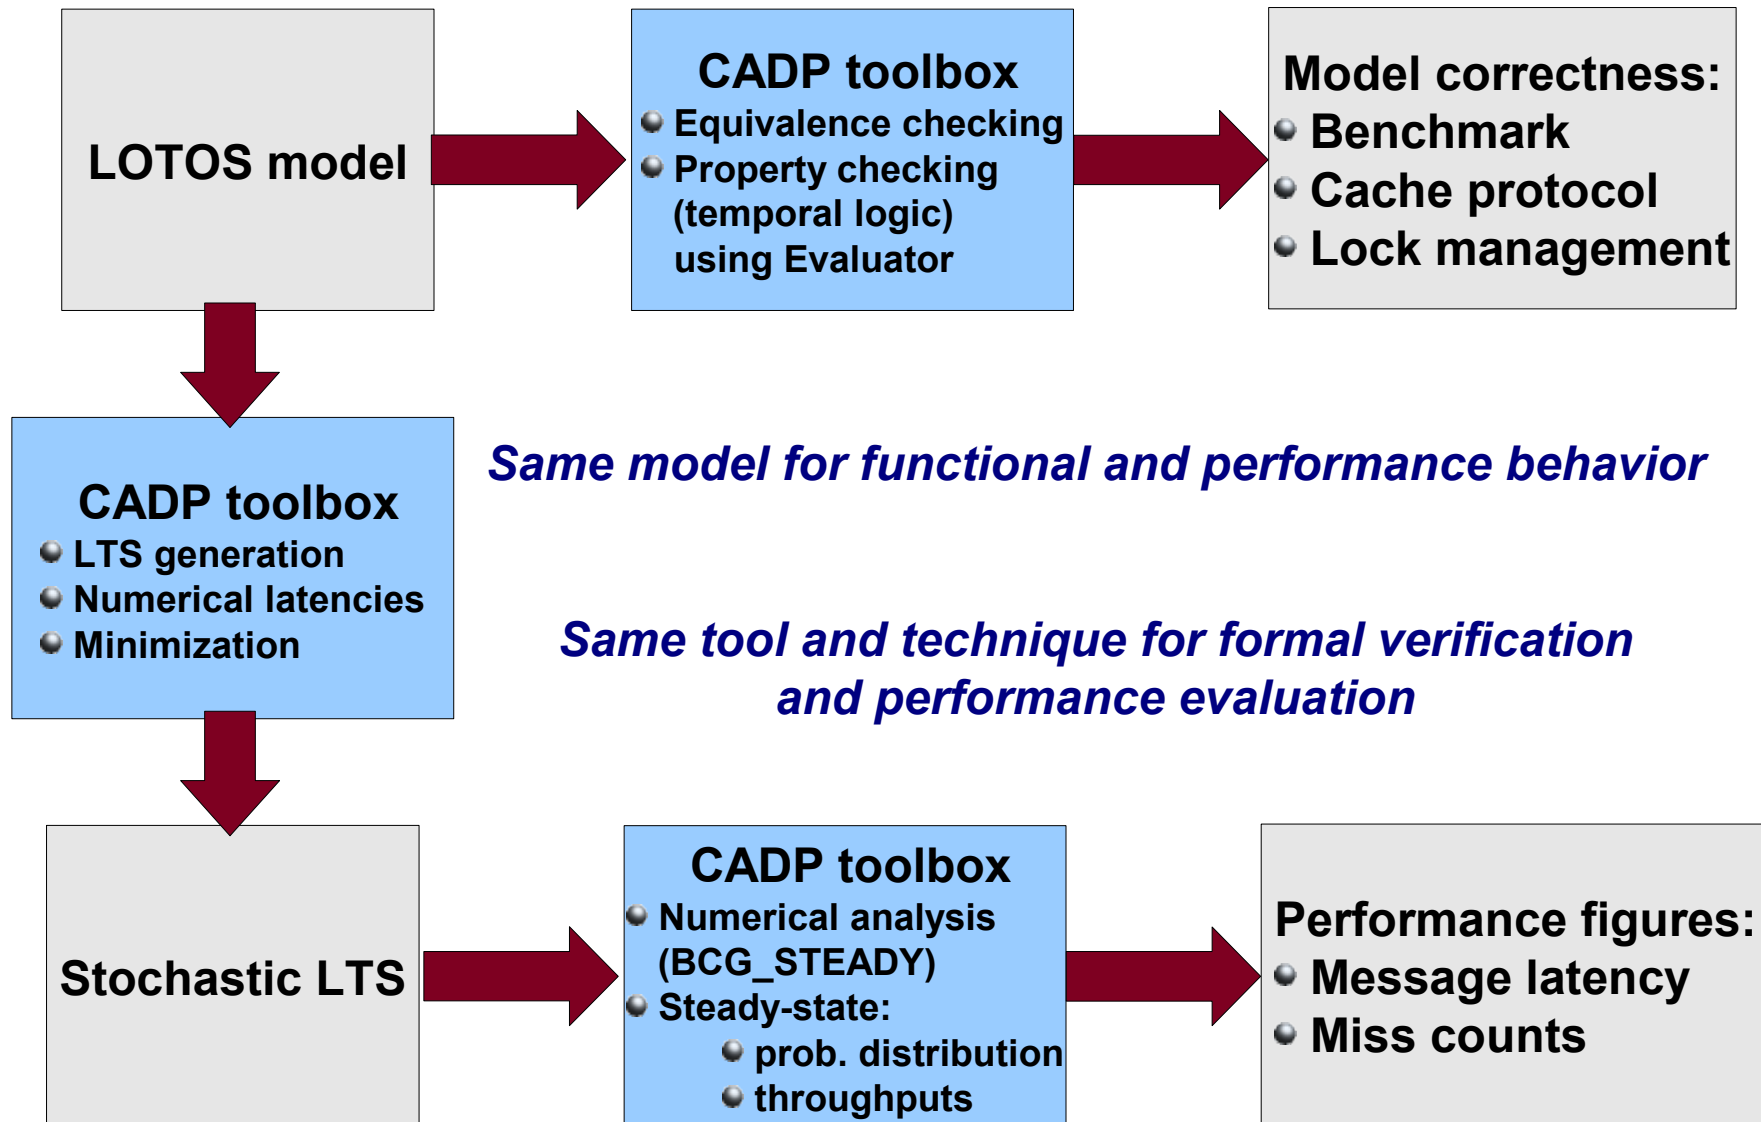 LOTOS model
CADP toolbox
Equivalence checking
Property checking
(temporal logic)
using Evaluator
Model correctness:
Benchmark
Cache protocol
Lock management
Same model for functional and performance behavior
CADP toolbox
LTS generation
Numerical latencies
Minimization
Same tool and technique for formal verification
and performance evaluation
Stochastic LTS
CADP toolbox
Numerical analysis
(BCG_STEADY)
Steady-state:
prob. distribution
throughputs
Performance figures:
Message latency
Miss counts